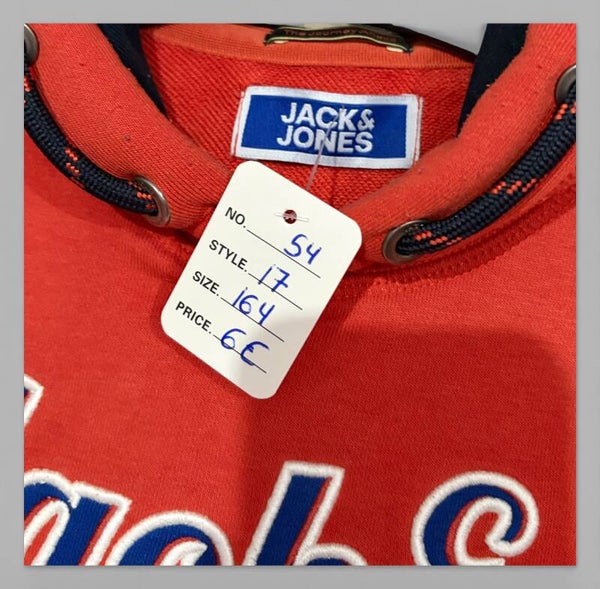 JACK&
JONES
NO. 54
STYLE. 17
SIZE. 164
PRICE. 6€